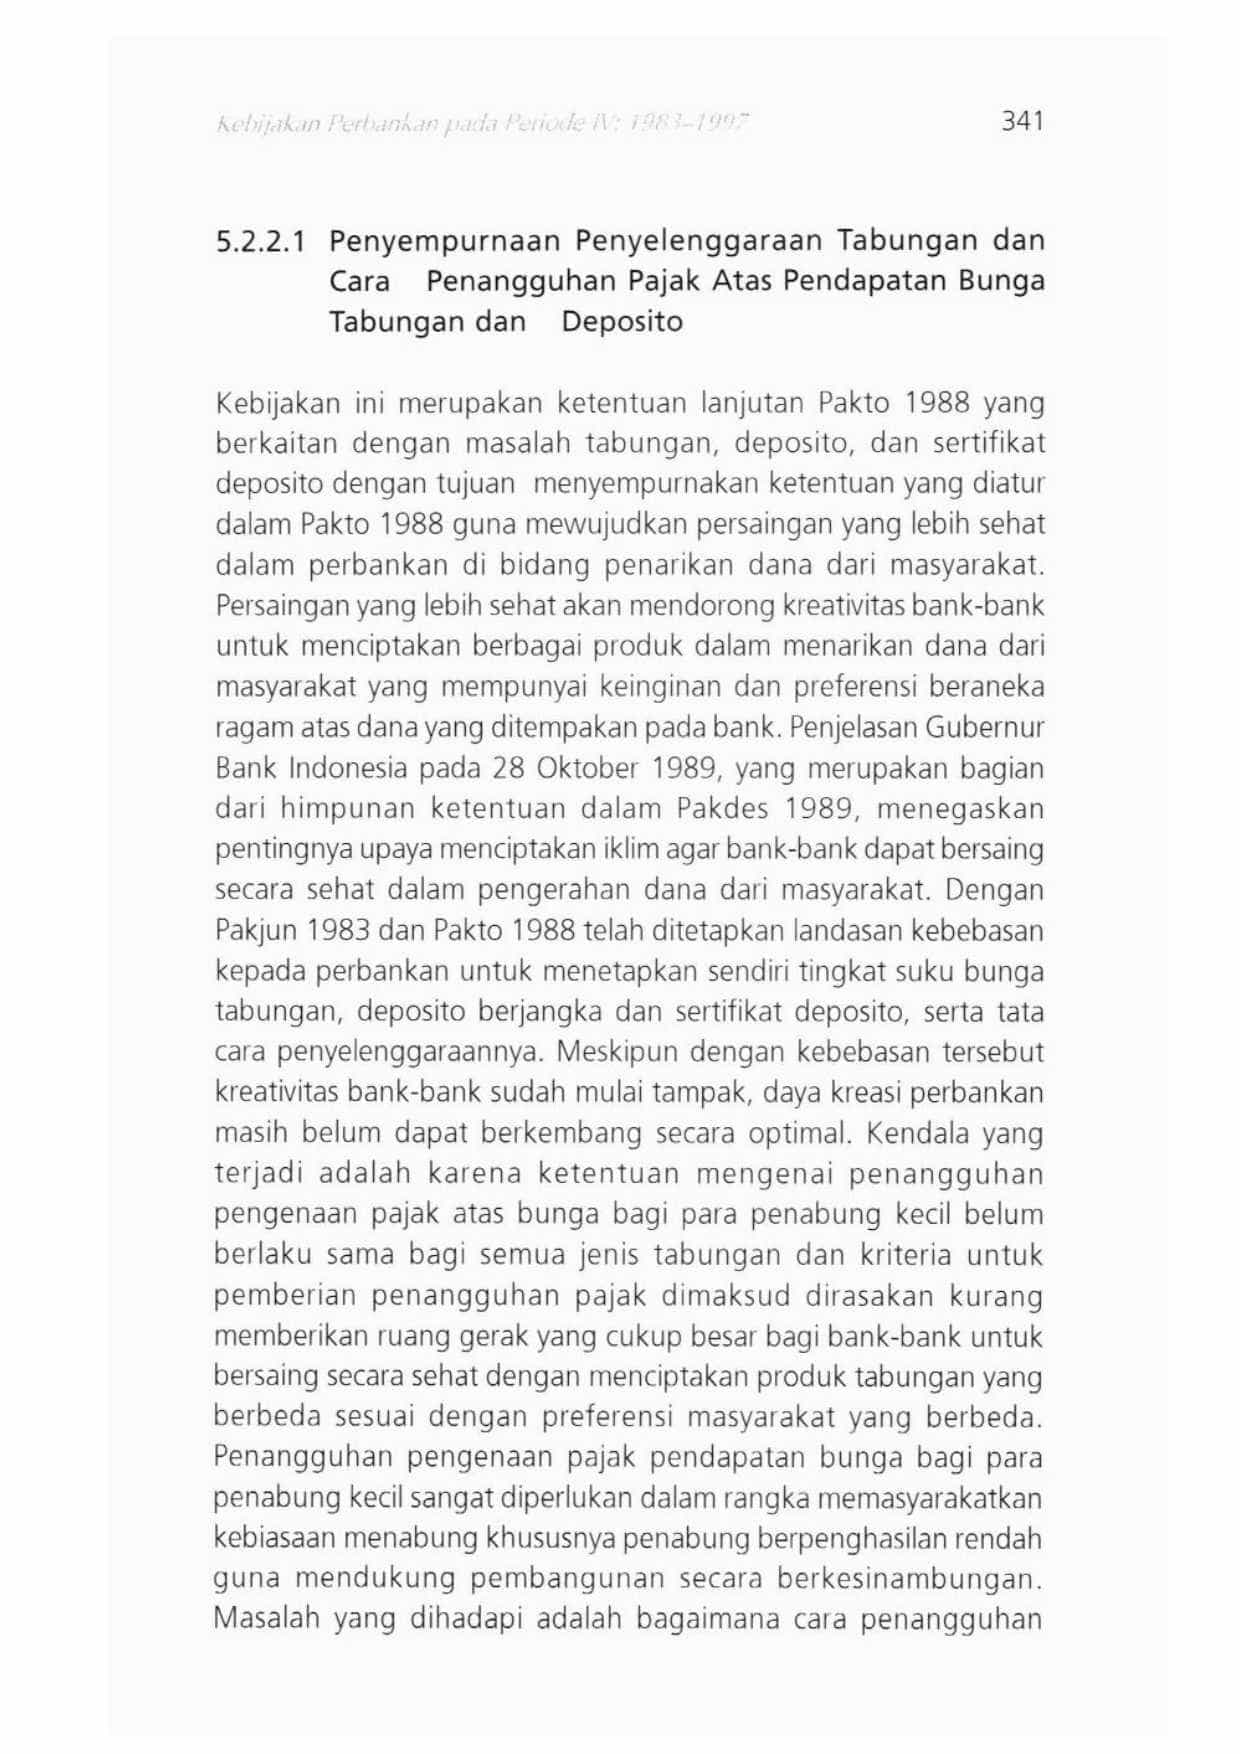 Kebijakan Perbankan pada Periode IV: 1983–1997 341
5.2.2.1 Penyempurnaan Penyelenggaraan Tabungan dan
Cara Penangguhan Pajak Atas Pendapatan Bunga
Tabungan dan Deposito
Kebijakan ini merupakan ketentuan lanjutan Pakto 1988 yang
berkaitan dengan masalah tabungan, deposito, dan sertifikat
deposito dengan tujuan menyempurnakan ketentuan yang diatur
dalam Pakto 1988 guna mewujudkan persaingan yang lebih sehat
dalam perbankan di bidang penarikan dana dari masyarakat.
Persaingan yang lebih sehat akan mendorong kreativitas bank-bank
untuk menciptakan berbagai produk dalam menarikan dana dari
masyarakat yang mempunyai keinginan dan preferensi beraneka
ragam atas dana yang ditempakan pada bank. Penjelasan Gubernur
Bank Indonesia pada 28 Oktober 1989, yang merupakan bagian
dari himpunan ketentuan dalam Pakdes 1989, menegaskan
pentingnya upaya menciptakan iklim agar bank-bank dapat bersaing
secara sehat dalam pengerahan dana dari masyarakat. Dengan
Pakjun 1983 dan Pakto 1988 telah ditetapkan landasan kebebasan
kepada perbankan untuk menetapkan sendiri tingkat suku bunga
tabungan, deposito berjangka dan sertifikat deposito, serta tata
cara penyelenggaraannya. Meskipun dengan kebebasan tersebut
kreativitas bank-bank sudah mulai tampak, daya kreasi perbankan
masih belum dapat berkembang secara optimal. Kendala yang
terjadi adalah karena ketentuan mengenai penangguhan
pengenaan pajak atas bunga bagi para penabung kecil belum
berlaku sama bagi semua jenis tabungan dan kriteria untuk
pemberian penangguhan pajak dimaksud dirasakan kurang
memberikan ruang gerak yang cukup besar bagi bank-bank untuk
bersaing secara sehat dengan menciptakan produk tabungan yang
berbeda sesuai dengan preferensi masyarakat yang berbeda.
Penangguhan pengenaan pajak pendapatan bunga bagi para
penabung kecil sangat diperlukan dalam rangka memasyarakatkan
kebiasaan menabung khususnya penabung berpenghasilan rendah
guna mendukung pembangunan secara berkesinambungan.
Masalah yang dihadapi adalah bagaimana cara penangguhan